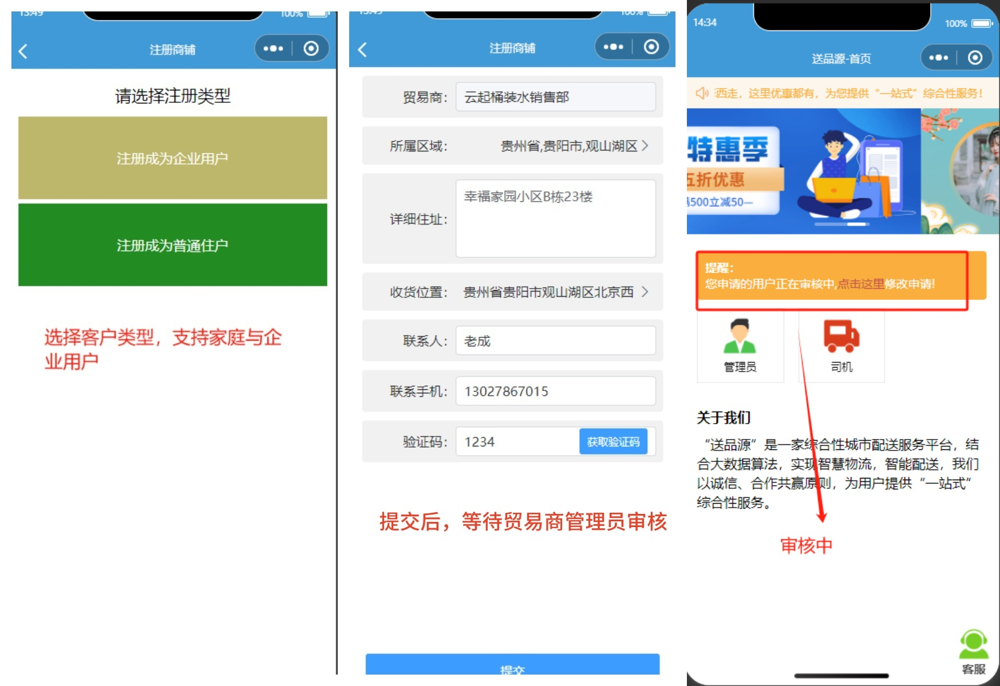 13:49
100%
注册商铺
请选择注册类型
注册成为企业用户
注册成为普通住户
选择客户类型，支持家庭与企
业用户
13:49
100%
注册商铺
贸易商：
云起桶装水销售部
所属区域：
贵州省,贵阳市,观山湖区
详细住址：
幸福家园小区B栋23楼
收货位置：
贵州省贵阳市观山湖区北京西
联系人：
老成
联系手机：
13027867015
验证码：
1234
获取验证码
提交后，等待贸易商管理员审核
提交
14:34
100%
送品源-首页
西走，这里优惠都有，为您提供“一站式”综合性服务！
特惠季
五折优惠
满500立减50—
提醒：
您申请的用户正在审核中,点击这里修改申请!
管理员
司机
关于我们
“送品源”是一家综合性城市配送服务平台，结
合大数据算法，实现智慧物流，智能配送，我们
以诚信、合作共赢原则，为用户提供“一站式”
综合性服务。
审核中
客服